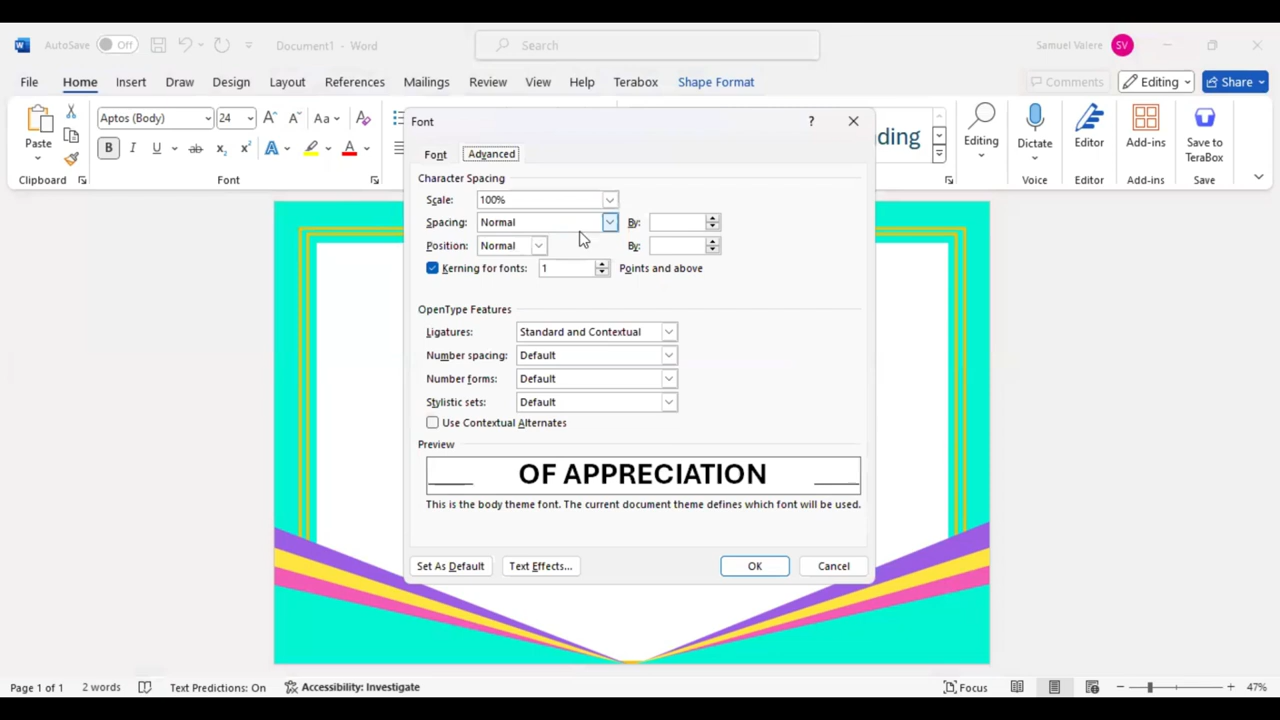 AutoSave Off Document1 - Word Search Samuel Valere SV
File Home Insert Draw Design Layout References Mailings Review View Help Terabox Shape Format Comments Editing Share
Paste Aptos (Body) 24 Aa ading Editing Dictate Editor Add-ins Save to TeraBox
B I U ab x₂ x² A A
Clipboard Font Voice Editor Add-ins Save
Font ?
Font Advanced
Character Spacing
Scale: 100%
Spacing: Normal By:
Position: Normal By:
Kerning for fonts: 1 Points and above
OpenType Features
Ligatures: Standard and Contextual
Number spacing: Default
Number forms: Default
Stylistic sets: Default
Use Contextual Alternates
Preview
OF APPRECIATION
This is the body theme font. The current document theme defines which font will be used.
Set As Default Text Effects... OK Cancel
Page 1 of 1 2 words Text Predictions: On Accessibility: Investigate Focus 47%